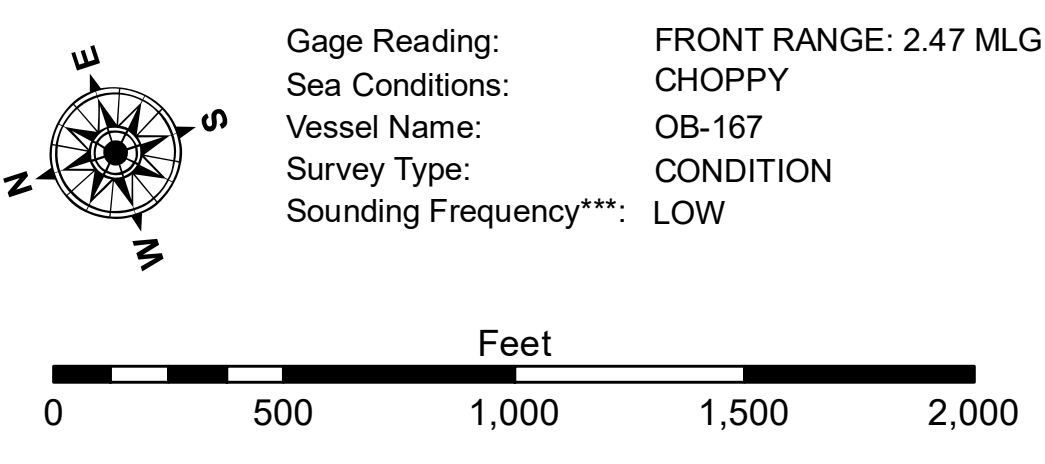 E
S
N
W
Gage Reading: FRONT RANGE: 2.47 MLG
Sea Conditions: CHOPPY
Vessel Name: OB-167
Survey Type: CONDITION
Sounding Frequency***: LOW
Feet
0 500 1,000 1,500 2,000